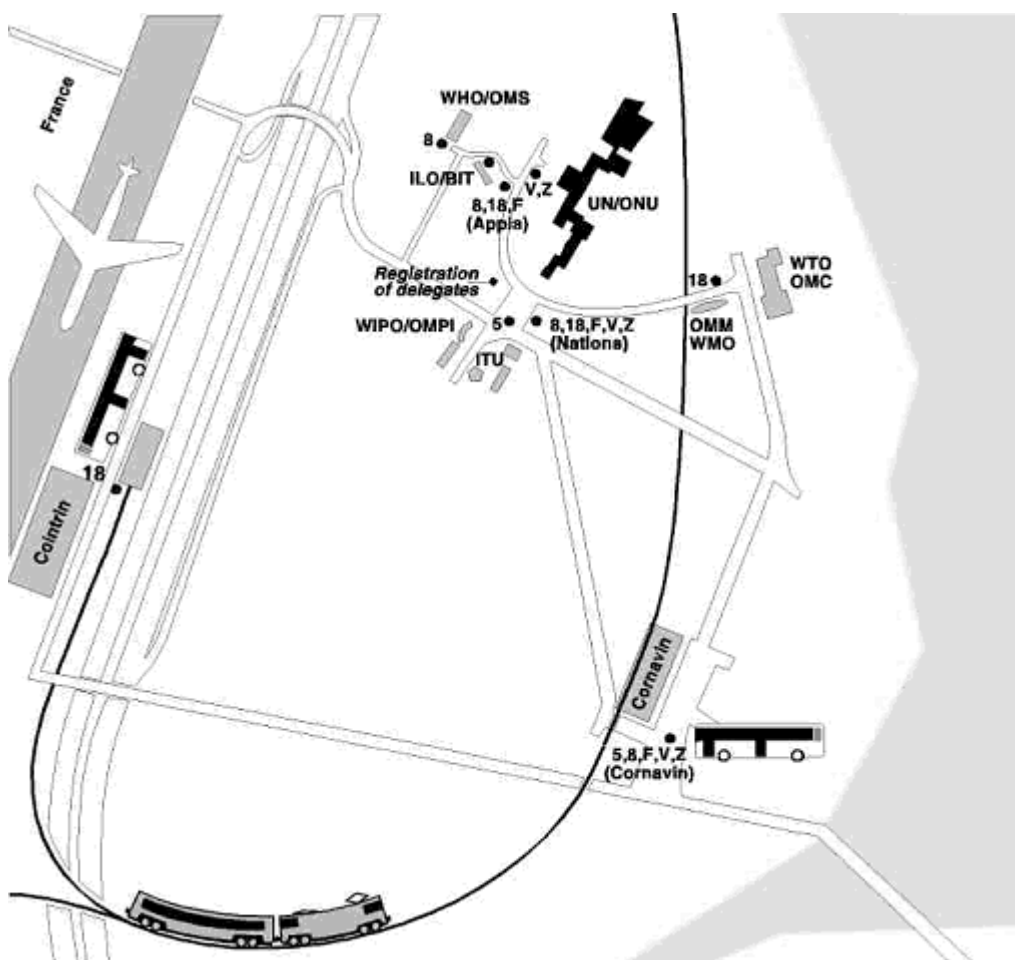 France
WHO/OMS
8
ILO/BIT
V,Z
8,18,F
(Appia)
UN/ONU
Registration
of delegates
18
WTO
OMC
WIPO/OMPI
5
8,18,F,V,Z
(Nations)
OMM
WMO
ITU
18
Cointrin
Cornavin
5,8,F,V,Z
(Cornavin)